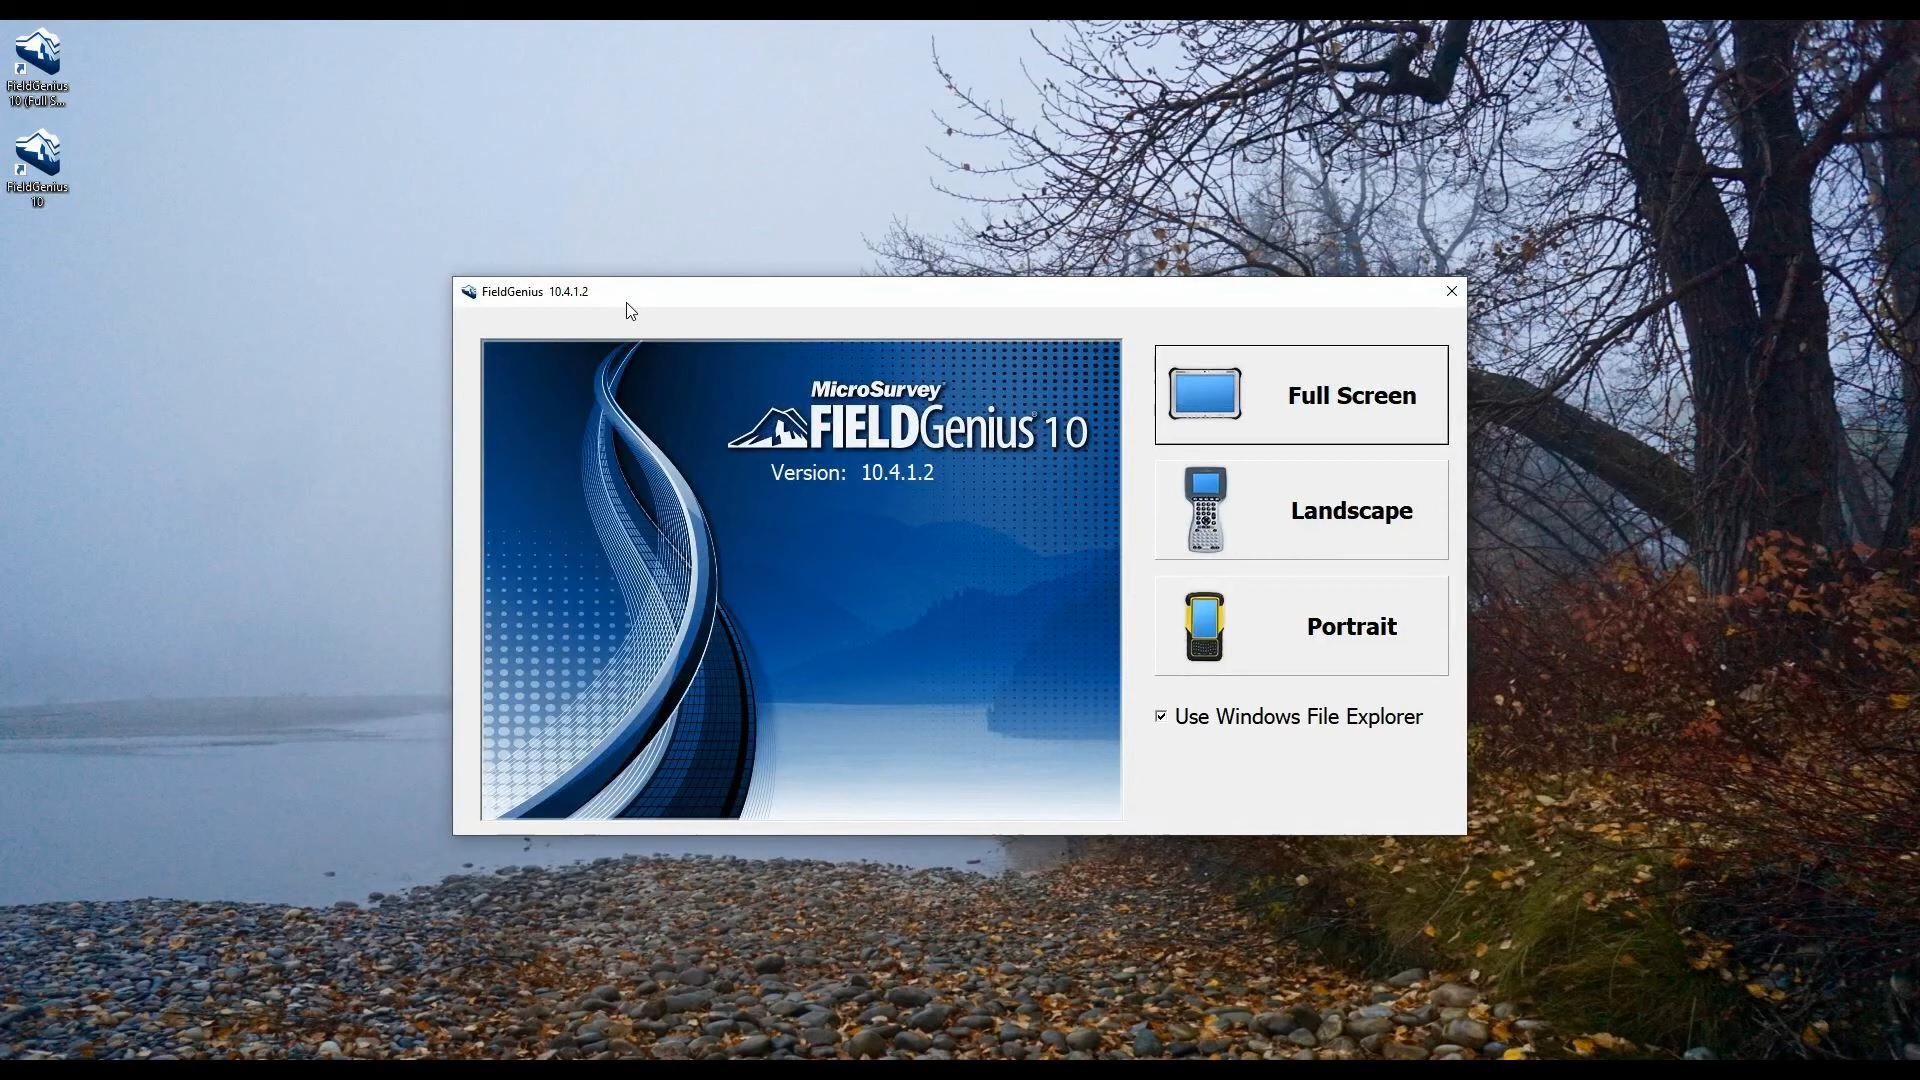 FieldGenius
10 (Full S...
FieldGenius
10
FieldGenius 10.4.1.2
MicroSurvey
FIELDGenius 10
Version: 10.4.1.2
Full Screen
Landscape
Portrait
Use Windows File Explorer